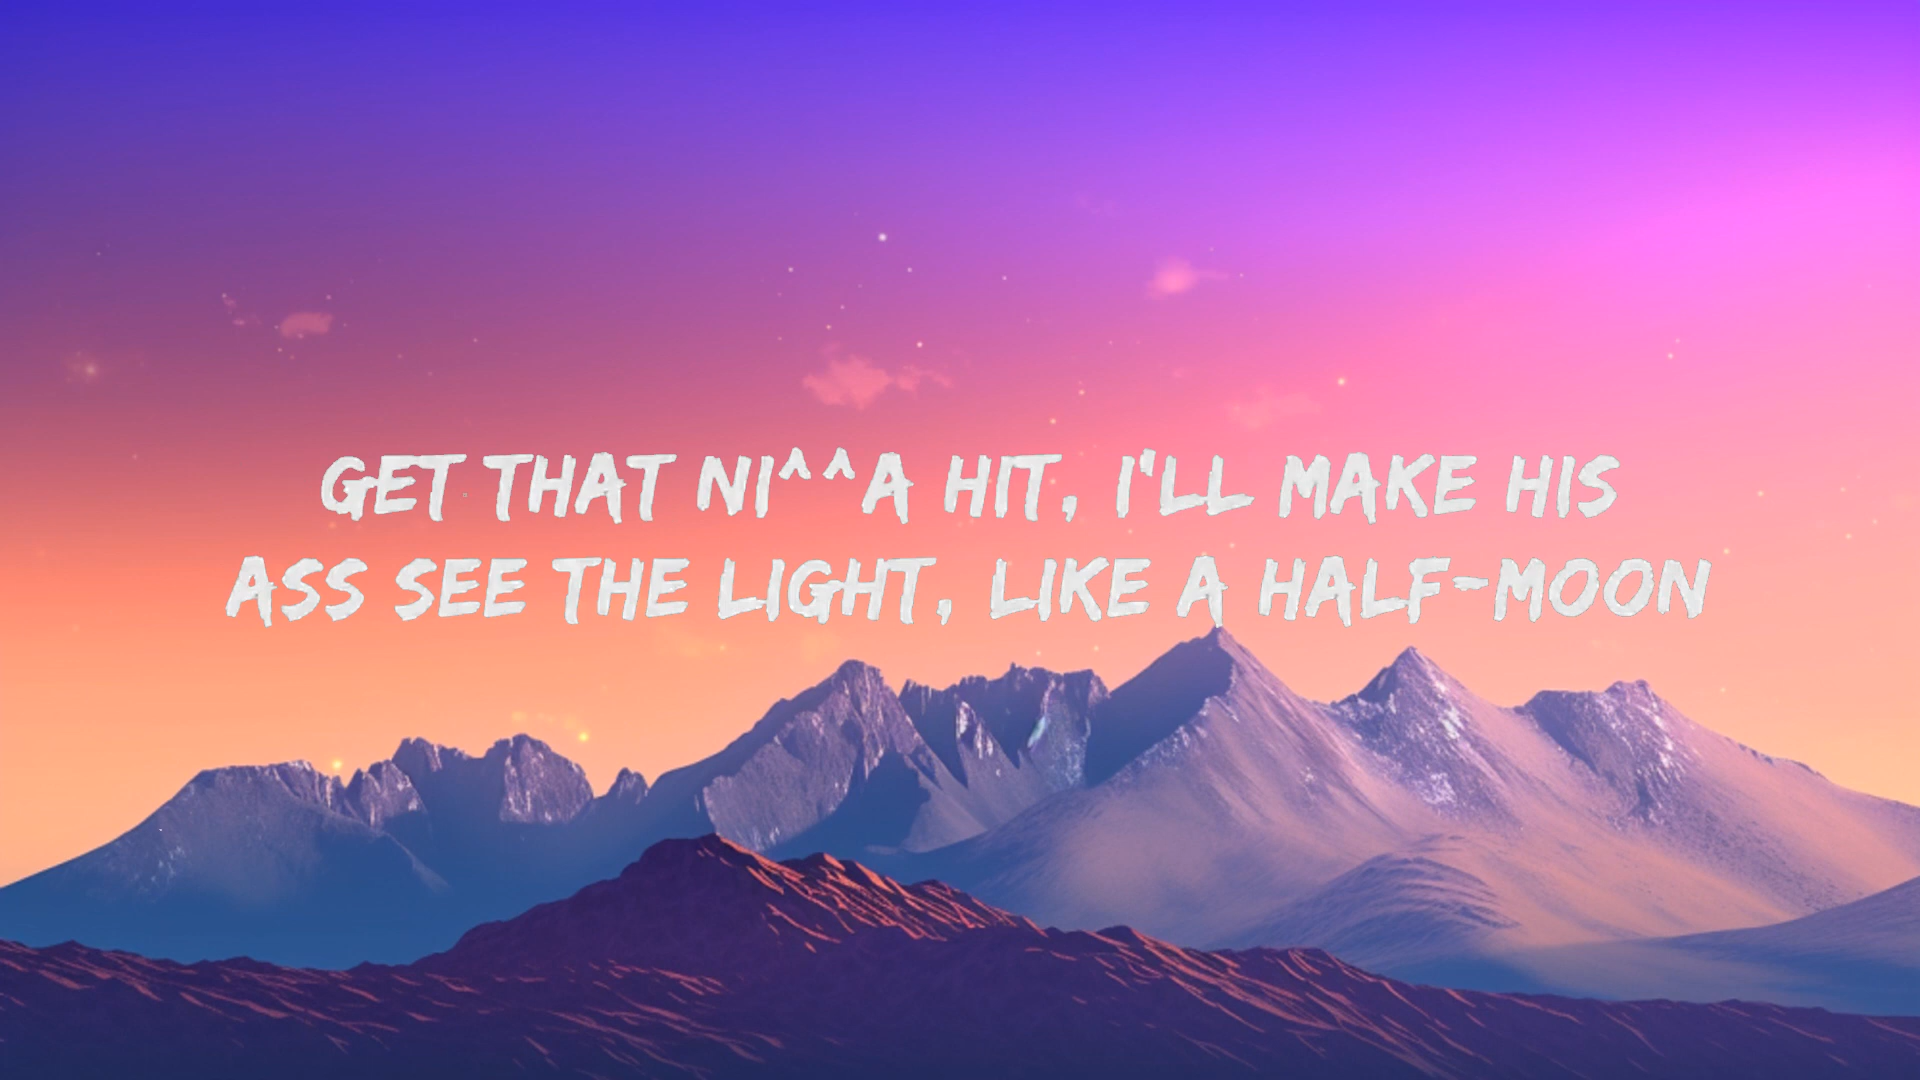 GET THAT NI^^A HIT, I'LL MAKE HIS
ASS SEE THE LIGHT, LIKE A HALF-MOON